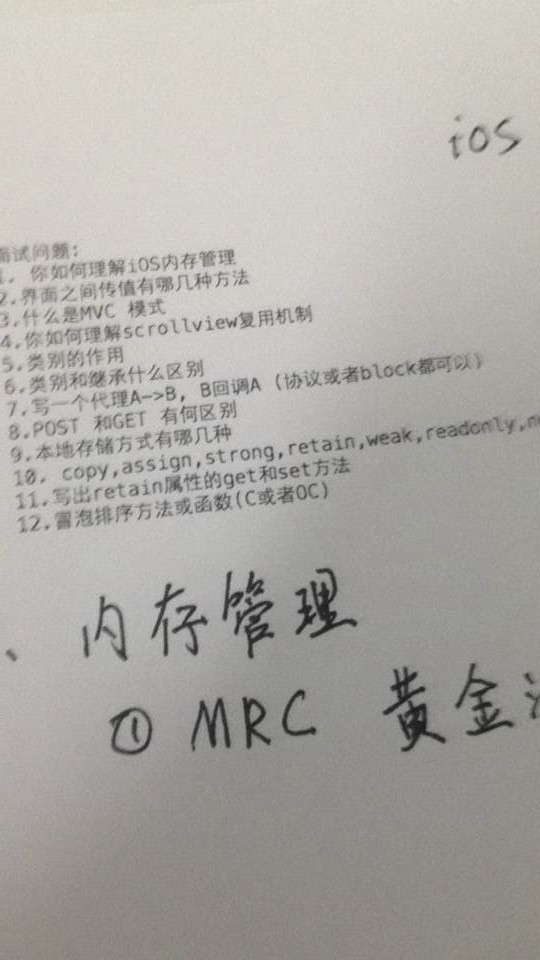 iOS
面试问题:
1. 你如何理解iOS内存管理
2.界面之间传值有哪几种方法
3.什么是MVC 模式
4.你如何理解scrollview复用机制
5.类别的作用
6.类别和继承什么区别
7.写一个代理A->B, B回调A (协议或者block都可以)
8.POST 和GET 有何区别
9.本地存储方式有哪几种
10. copy,assign,strong,retain,weak,readonly,n
11.写出retain属性的get和set方法
12.冒泡排序方法或函数(C或者OC)
、内存管理
① MRC 黄金